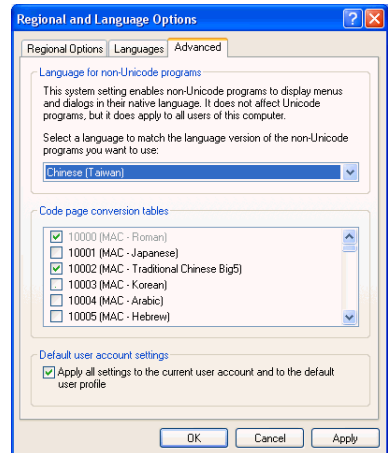 Regional and Language Options
Regional Options Languages Advanced
Language for non-Unicode programs
This system setting enables non-Unicode programs to display menus
and dialogs in their native language. It does not affect Unicode
programs, but it does apply to all users of this computer.
Select a language to match the language version of the non-Unicode
programs you want to use:
Chinese (Taiwan)
Code page conversion tables
10000 (MAC - Roman)
10001 (MAC - Japanese)
10002 (MAC - Traditional Chinese Big5)
10003 (MAC - Korean)
10004 (MAC - Arabic)
10005 (MAC - Hebrew)
Default user account settings
Apply all settings to the current user account and to the default
user profile
OK Cancel Apply